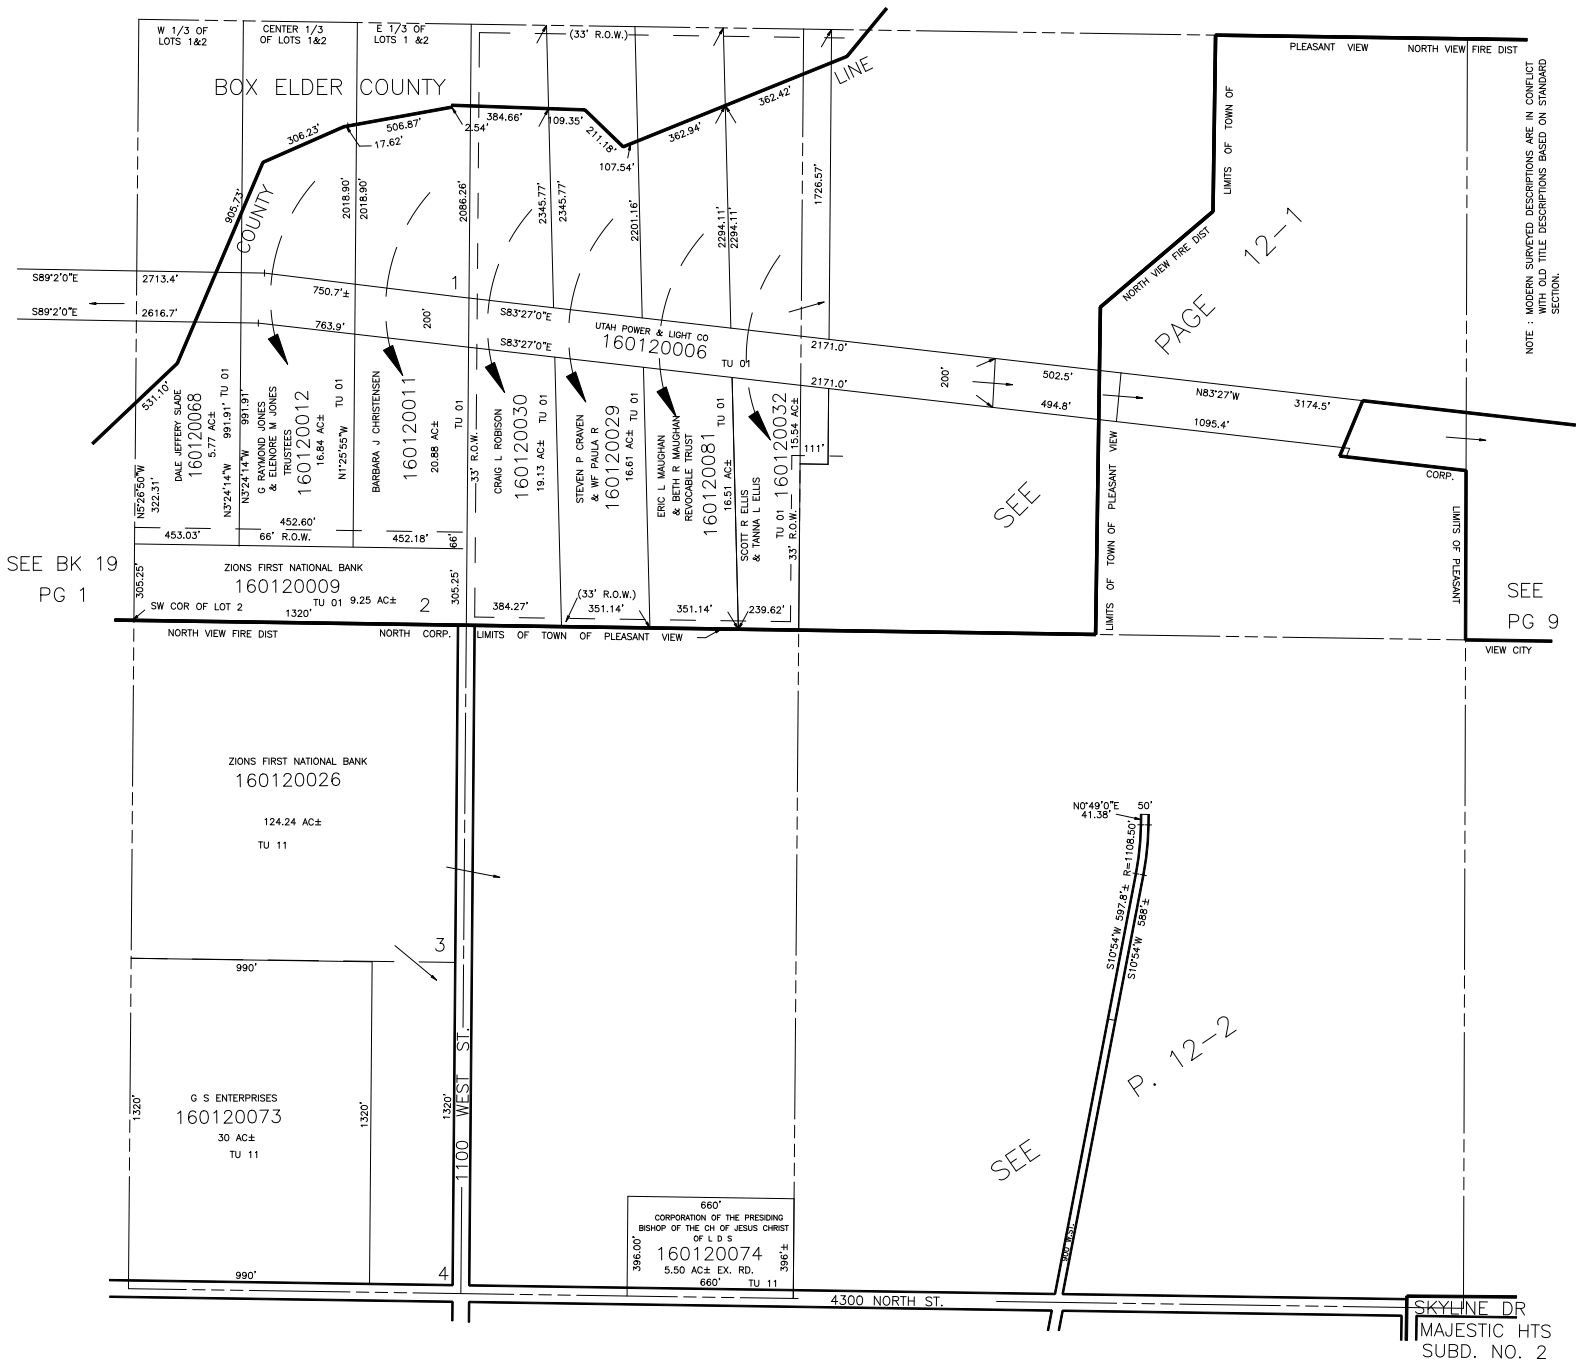 W 1/3 OF
LOTS 1&2
CENTER 1/3
OF LOTS 1&2
E 1/3 OF
LOTS 1 &2
(33' R.O.W.)
BOX ELDER COUNTY
LINE
COUNTY
PLEASANT VIEW
NORTH VIEW FIRE DIST
NOTE : MODERN SURVEYED DESCRIPTIONS ARE IN CONFLICT
WITH OLD TITLE DESCRIPTIONS BASED ON STANDARD
SECTION.
LIMITS OF TOWN OF
NORTH VIEW FIRE DIST
SEE PAGE 12-1
905.73'
306.23'
17.62'
506.87'
2.54'
384.66'
109.35'
211.18'
107.54'
362.94'
362.42'
531.10'
2018.90'
2018.90'
2086.26'
2345.77'
2345.77'
2201.16'
2294.11'
2294.11'
1726.57'
1
S89°2'0"E
2713.4'
S89°2'0"E
2616.7'
750.7'±
763.9'
200'
S83°27'0"E
S83°27'0"E
UTAH POWER & LIGHT CO
160120006
TU 01
2171.0'
2171.0'
200'
502.5'
494.8'
N83°27'W
3174.5'
1095.4'
CORP.
LIMITS OF PLEASANT
LIMITS OF TOWN OF PLEASANT VIEW
N5°26'50"W
322.31'
DALE JEFFERY SLADE
160120068
5.77 AC±
TU 01
N3°24'14"W 991.91'
N3°24'14"W 991.91'
G RAYMOND JONES
& ELENORE M JONES
TRUSTEES
160120012
16.84 AC±
N1°25'55"W TU 01
BARBARA J CHRISTENSEN
160120011
20.88 AC±
TU 01
33' R.O.W.
CRAIG L ROBISON
160120030
19.13 AC± TU 01
STEVEN P CRAVEN
& WF PAULA R
160120029
16.61 AC± TU 01
ERIC L MAUGHAN
& BETH R MAUGHAN
REVOCABLE TRUST
160120081
16.51 AC±
TU 01
SCOTT R ELLIS
& TANNA L ELLIS
TU 01 160120032
15.54 AC±
33' R.O.W.
111'
453.03'
452.60'
66' R.O.W.
452.18'
66'
SEE BK 19
PG 1
305.25'
ZIONS FIRST NATIONAL BANK
160120009
TU 01 9.25 AC±
2
305.25'
SW COR OF LOT 2
1320'
384.27'
(33' R.O.W.)
351.14'
351.14'
239.62'
NORTH VIEW FIRE DIST
NORTH CORP.
LIMITS OF TOWN OF PLEASANT VIEW
SEE
PG 9
VIEW CITY
ZIONS FIRST NATIONAL BANK
160120026
124.24 AC±
TU 11
3
990'
G S ENTERPRISES
160120073
30 AC±
TU 11
1320'
1320'
1320'
990'
4
1100 WEST ST.
N0°49'0"E 50'
41.38'
R=1108.50'
S10°54'W 597.8'±
S10°54'W 588'±
900 W.ST.
SEE P. 12-2
660'
CORPORATION OF THE PRESIDING
BISHOP OF THE CH OF JESUS CHRIST
OF L D S
160120074
5.50 AC± EX. RD.
660' TU 11
396.00'
396'±
4300 NORTH ST.
SKYLINE DR
MAJESTIC HTS
SUBD. NO. 2